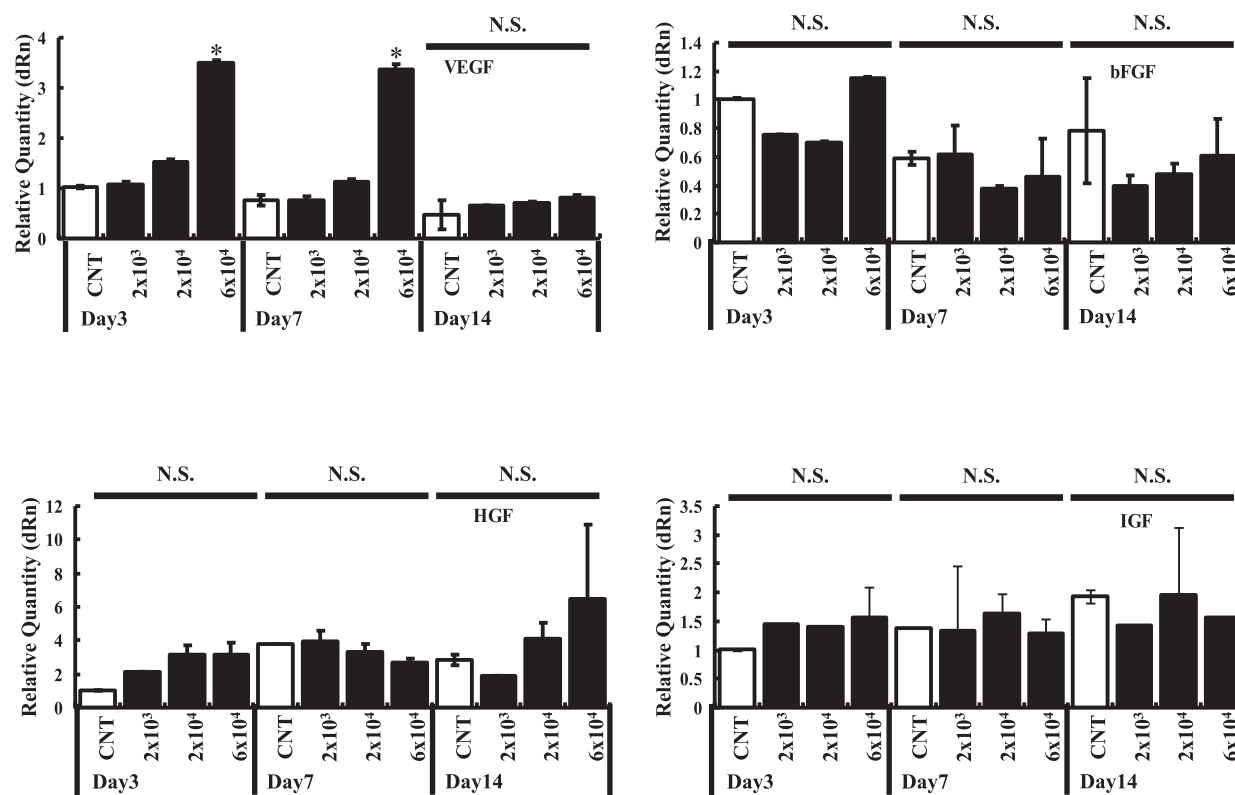 N.S.
4
3
2
1
0
Relative Quantity (dRn)
*
*
VEGF
CNT 2x10³ 2x10⁴ 6x10⁴ CNT 2x10³ 2x10⁴ 6x10⁴ CNT 2x10³ 2x10⁴ 6x10⁴
Day3 Day7 Day14
N.S. N.S. N.S.
1.4
1.2
1
0.8
0.6
0.4
0.2
0
Relative Quantity (dRn)
bFGF
CNT 2x10³ 2x10⁴ 6x10⁴ CNT 2x10³ 2x10⁴ 6x10⁴ CNT 2x10³ 2x10⁴ 6x10⁴
Day3 Day7 Day14
N.S. N.S. N.S.
12
10
8
6
4
2
0
Relative Quantity (dRn)
HGF
CNT 2x10³ 2x10⁴ 6x10⁴ CNT 2x10³ 2x10⁴ 6x10⁴ CNT 2x10³ 2x10⁴ 6x10⁴
Day3 Day7 Day14
N.S. N.S. N.S.
3.5
3
2.5
2
1.5
1
0.5
0
Relative Quantity (dRn)
IGF
CNT 2x10³ 2x10⁴ 6x10⁴ CNT 2x10³ 2x10⁴ 6x10⁴ CNT 2x10³ 2x10⁴ 6x10⁴
Day3 Day7 Day14